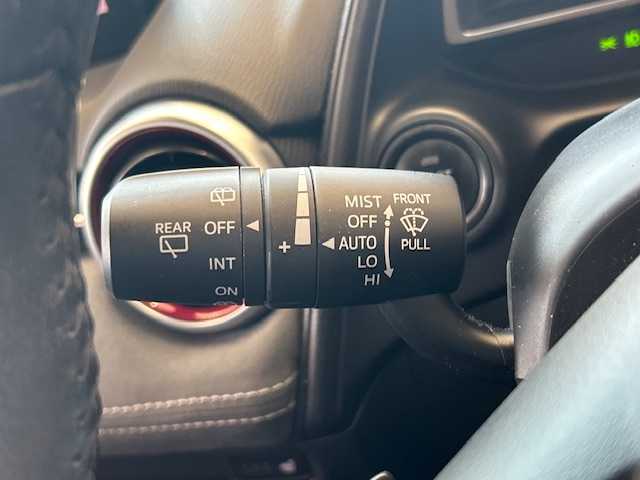 REAR
OFF
INT
ON
+
MIST
OFF
AUTO
LO
HI
FRONT
PULL